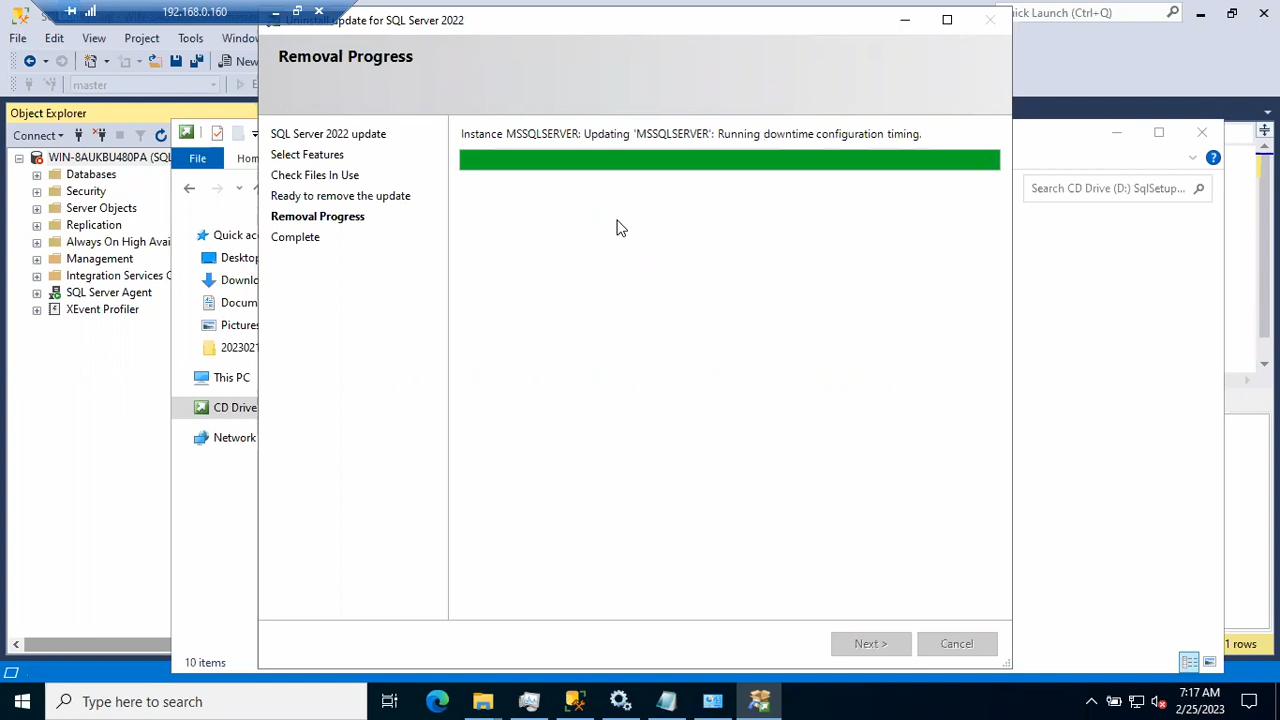 192.168.0.160
Uninstall update for SQL Server 2022
Quick Launch (Ctrl+Q)
File Edit View Project Tools Window
New
master
Removal Progress
Object Explorer
Connect
WIN-8AUKBU480PA (SQL
Databases
Security
Server Objects
Replication
Always On High Avai
Management
Integration Services C
SQL Server Agent
XEvent Profiler
File
Hom
Quick ac
Desktop
Downlo
Docum
Pictures
2023021
This PC
CD Drive
Network
10 items
SQL Server 2022 update
Select Features
Check Files In Use
Ready to remove the update
Removal Progress
Complete
Instance MSSQLSERVER: Updating 'MSSQLSERVER': Running downtime configuration timing.
Next >
Cancel
Search CD Drive (D:) SqlSetup...
1 rows
Type here to search
7:17 AM
2/25/2023